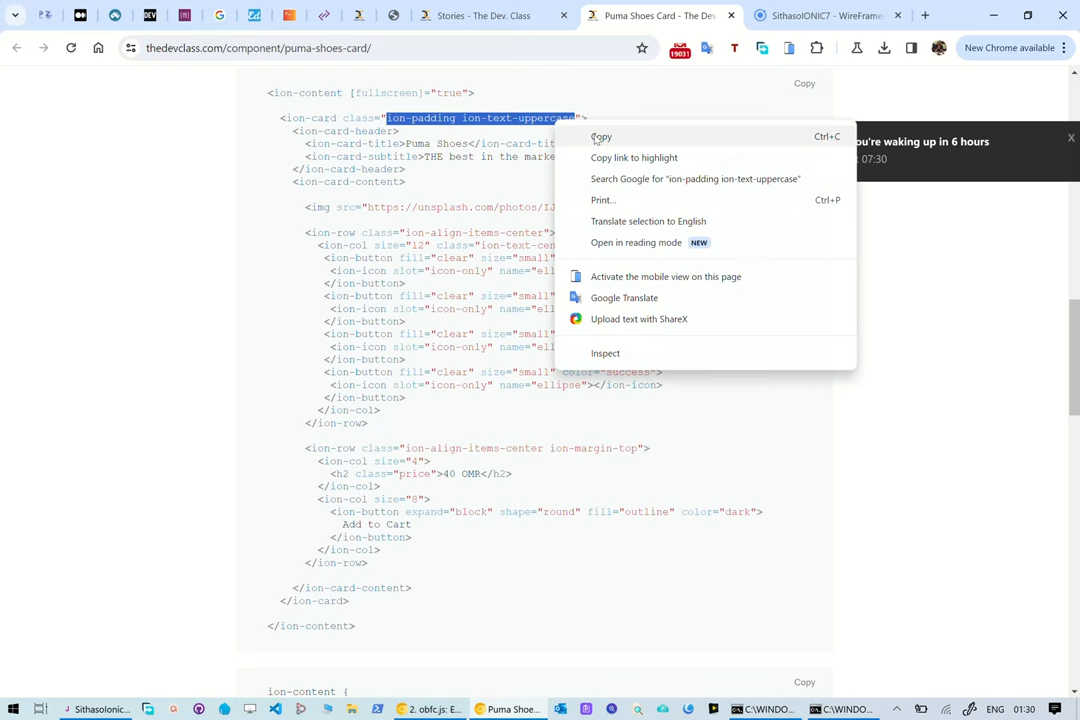 Stories - The Dev. Class
Puma Shoes Card - The Dev
SithasoIONIC7 - WireFrames
thedevclass.com/component/puma-shoes-card/
19031
New Chrome available
Copy
<ion-content [fullscreen]="true">
<ion-card class="ion-padding ion-text-uppercase">
<ion-card-header>
<ion-card-title>Puma Shoes</ion-card-tit
<ion-card-subtitle>THE best in the marke
</ion-card-header>
<ion-card-content>
<img src="https://unsplash.com/photos/IJ
<ion-row class="ion-align-items-center">
<ion-col size="12" class="ion-text-cen
<ion-button fill="clear" size="small"
<ion-icon slot="icon-only" name="ell
</ion-button>
<ion-button fill="clear" size="small"
<ion-icon slot="icon-only" name="ell
</ion-button>
<ion-button fill="clear" size="small"
<ion-icon slot="icon-only" name="ell
</ion-button>
<ion-button fill="clear" size="small" color="success">
<ion-icon slot="icon-only" name="ellipse"></ion-icon>
</ion-button>
</ion-col>
</ion-row>
<ion-row class="ion-align-items-center ion-margin-top">
<ion-col size="4">
<h2 class="price">40 OMR</h2>
</ion-col>
<ion-col size="8">
<ion-button expand="block" shape="round" fill="outline" color="dark">
Add to Cart
</ion-button>
</ion-col>
</ion-row>
</ion-card-content>
</ion-card>
</ion-content>
Copy
ion-content {
Copy Ctrl+C
Copy link to highlight
Search Google for "ion-padding ion-text-uppercase"
Print... Ctrl+P
Translate selection to English
Open in reading mode NEW
Activate the mobile view on this page
Google Translate
Upload text with ShareX
Inspect
ou're waking up in 6 hours
: 07:30
X
SithasoIonic...
2. obfc.js: E...
Puma Shoe...
C:\WINDO...
C:\WINDO...
ENG
01:30